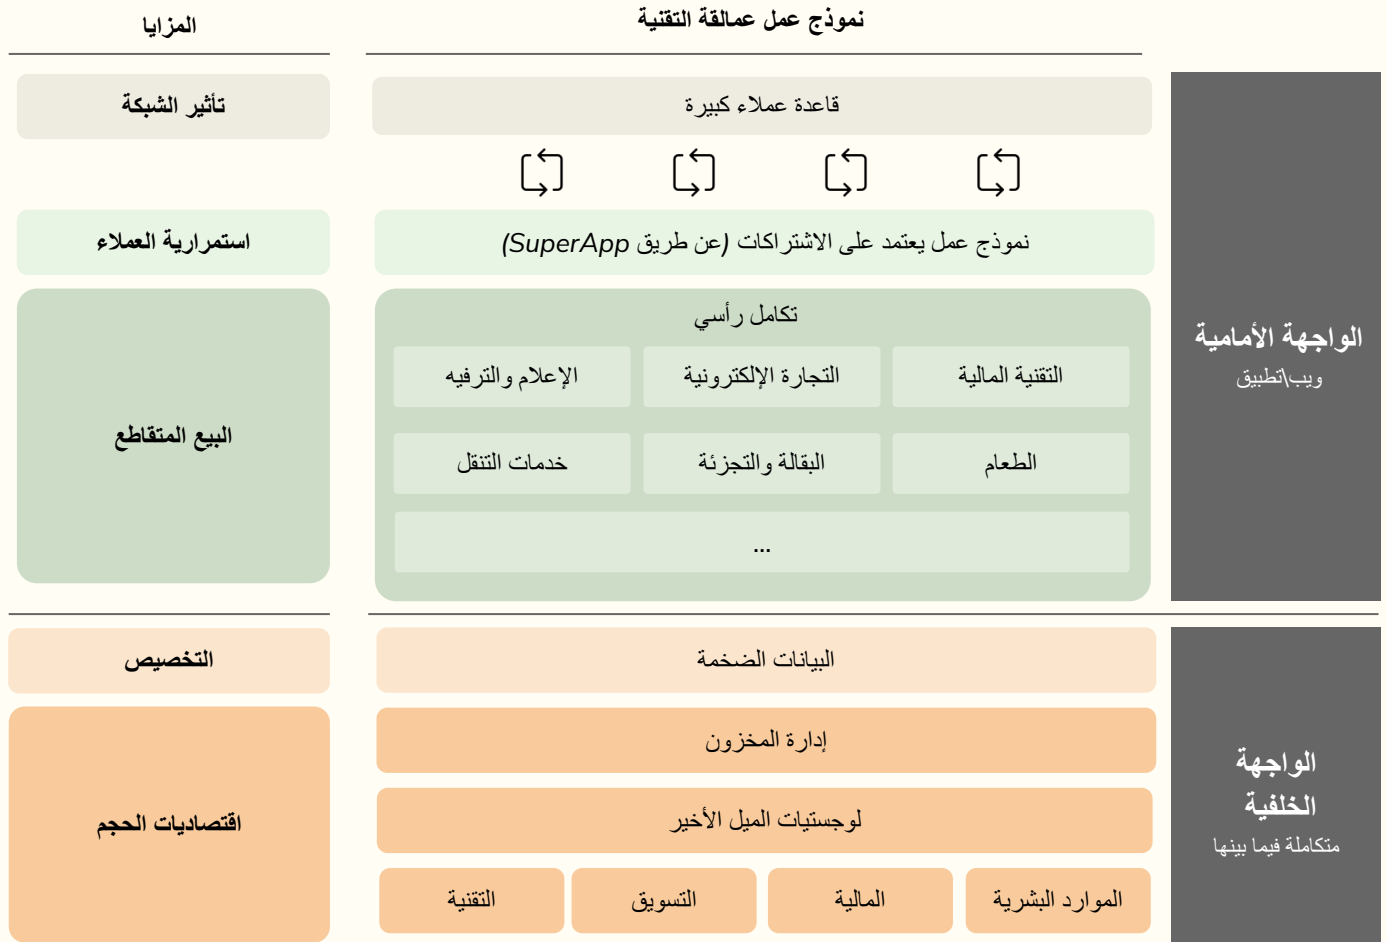 نموذج عمل عمالقة التقنية
المزايا
الواجهة الأمامية
ويب\تطبيق
قاعدة عملاء كبيرة
تأثير الشبكة
نموذج عمل يعتمد على الاشتراكات (عن طريق SuperApp)
استمرارية العملاء
تكامل رأسي
التقنية المالية
التجارة الإلكترونية
الإعلام والترفيه
الطعام
البقالة والتجزئة
خدمات التنقل
...
البيع المتقاطع
الواجهة
الخلفية
متكاملة فيما بينها
البيانات الضخمة
التخصيص
إدارة المخزون
لوجستيات الميل الأخير
الموارد البشرية
المالية
التسويق
التقنية
اقتصاديات الحجم